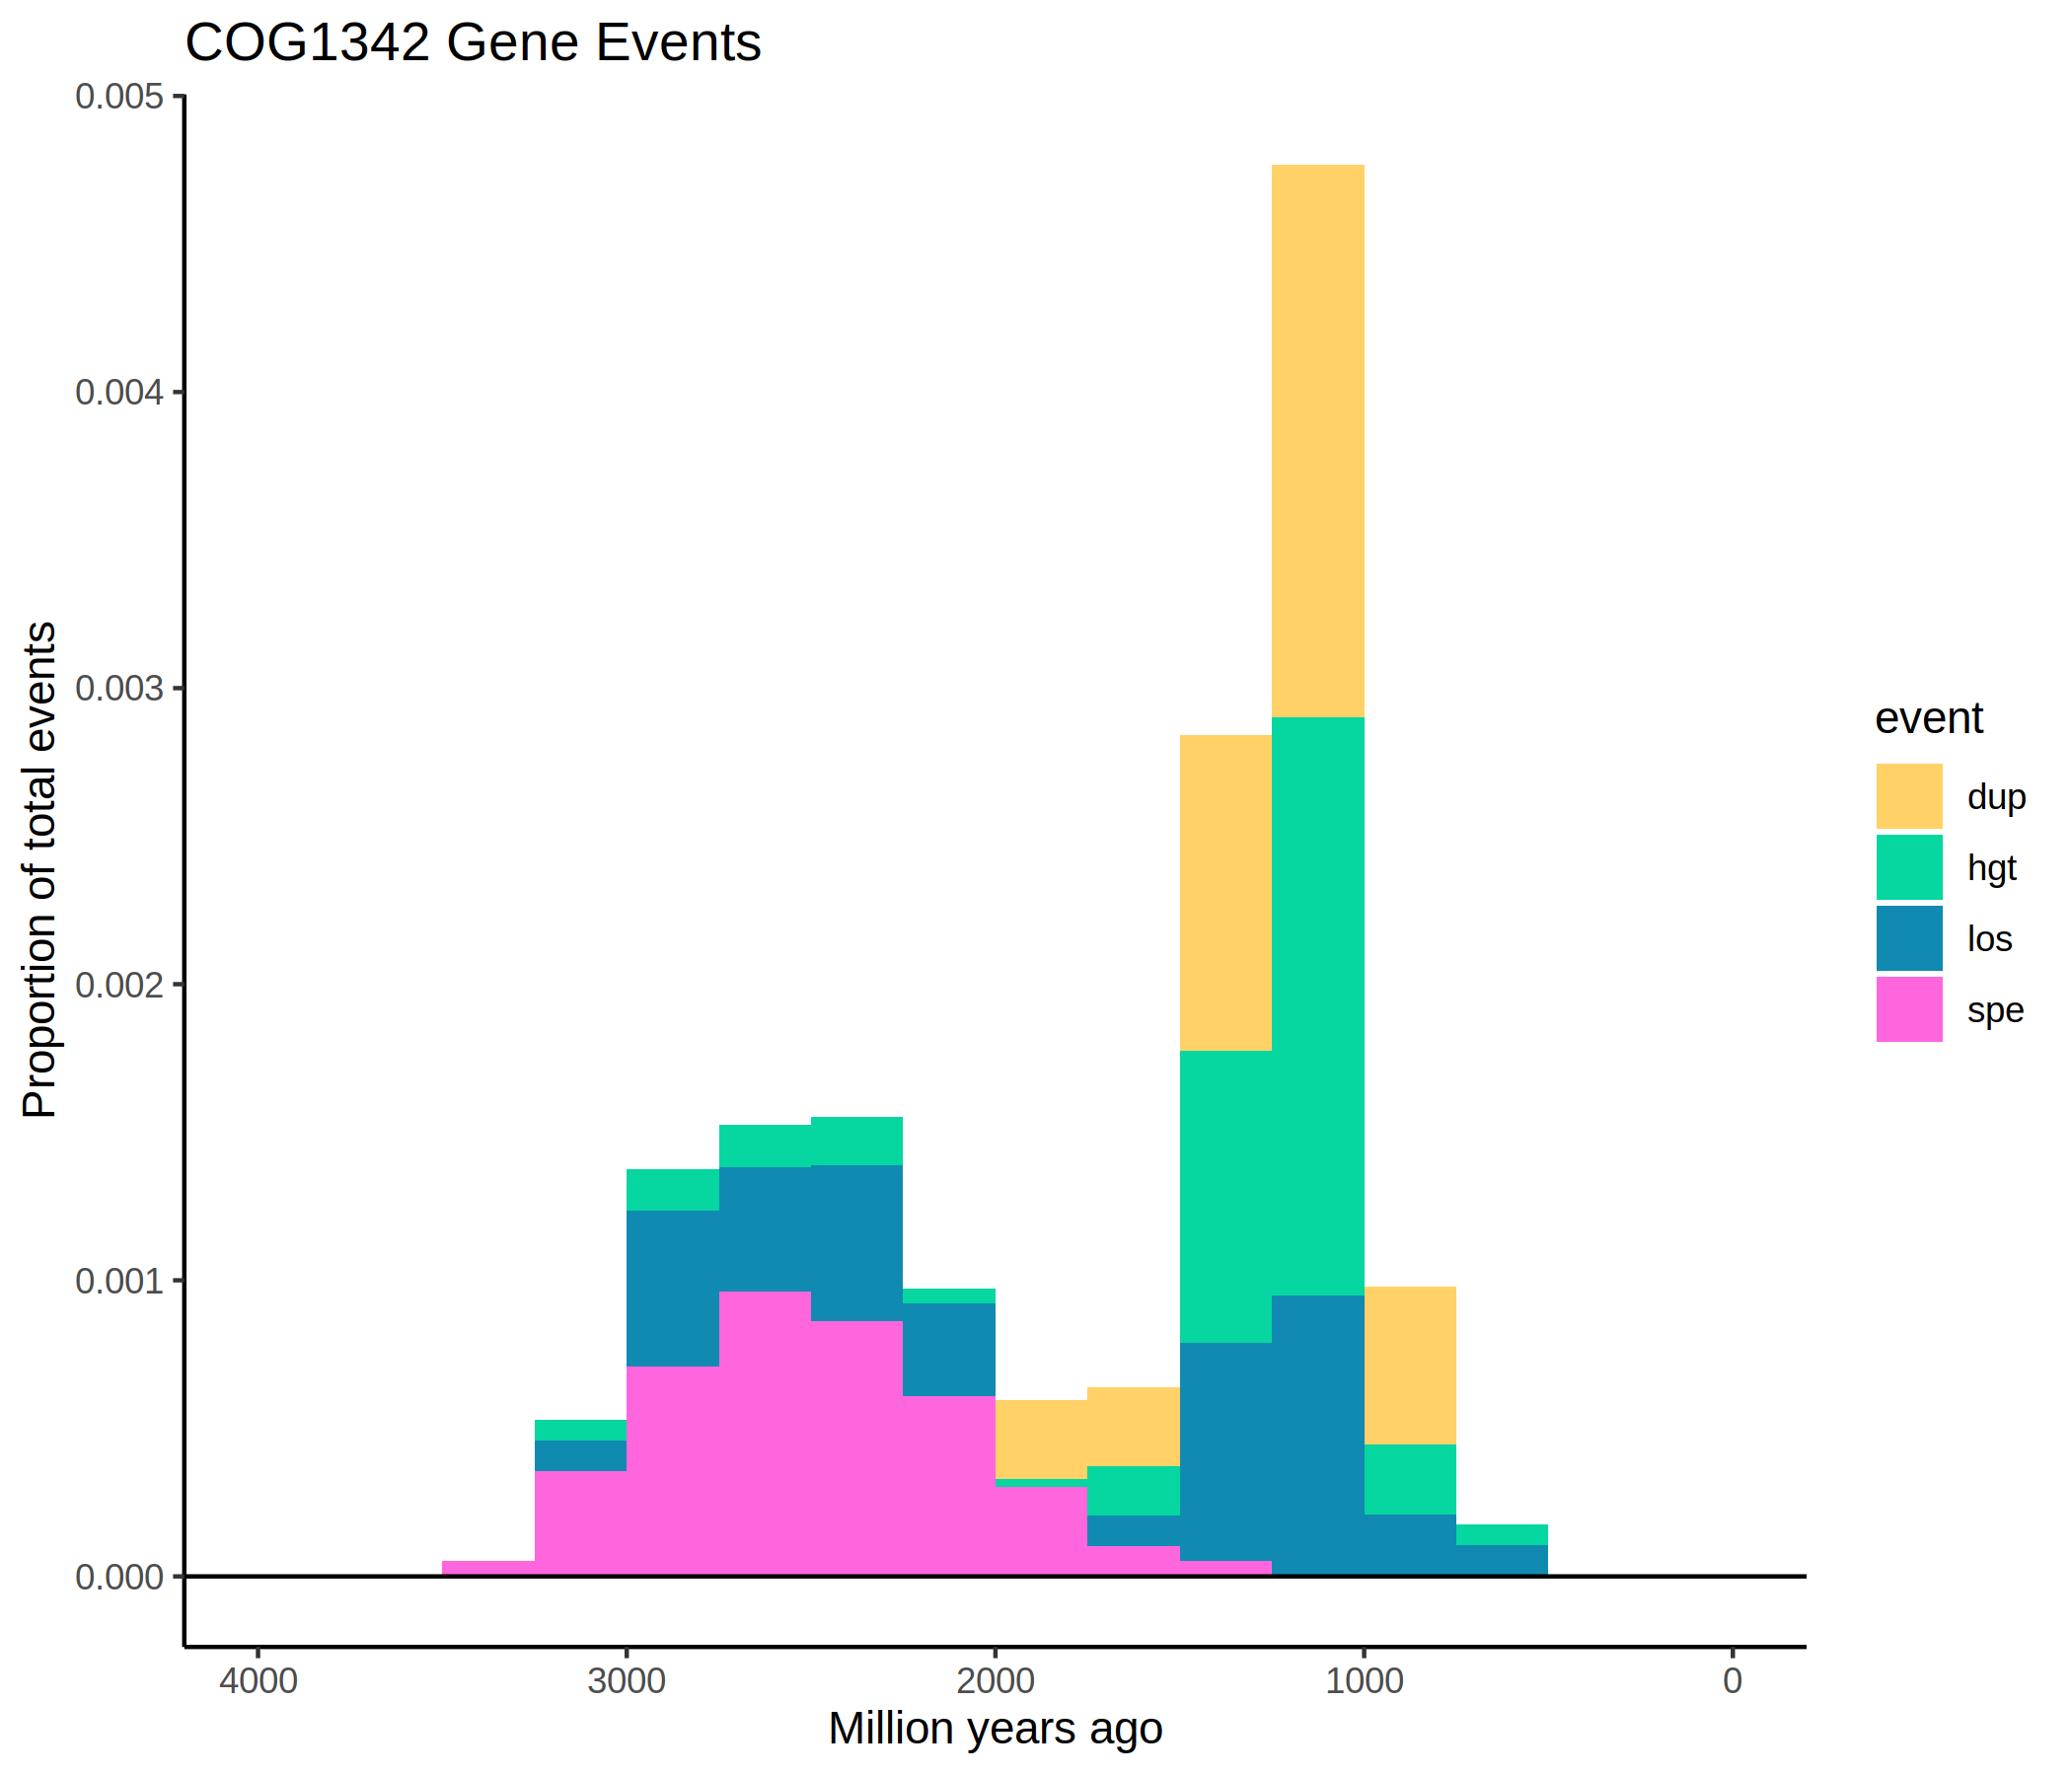 COG1342 Gene Events
0.005
0.004
0.003
0.002
0.001
0.000
Proportion of total events
4000 3000 2000 1000 0
Million years ago
event
dup
hgt
los
spe